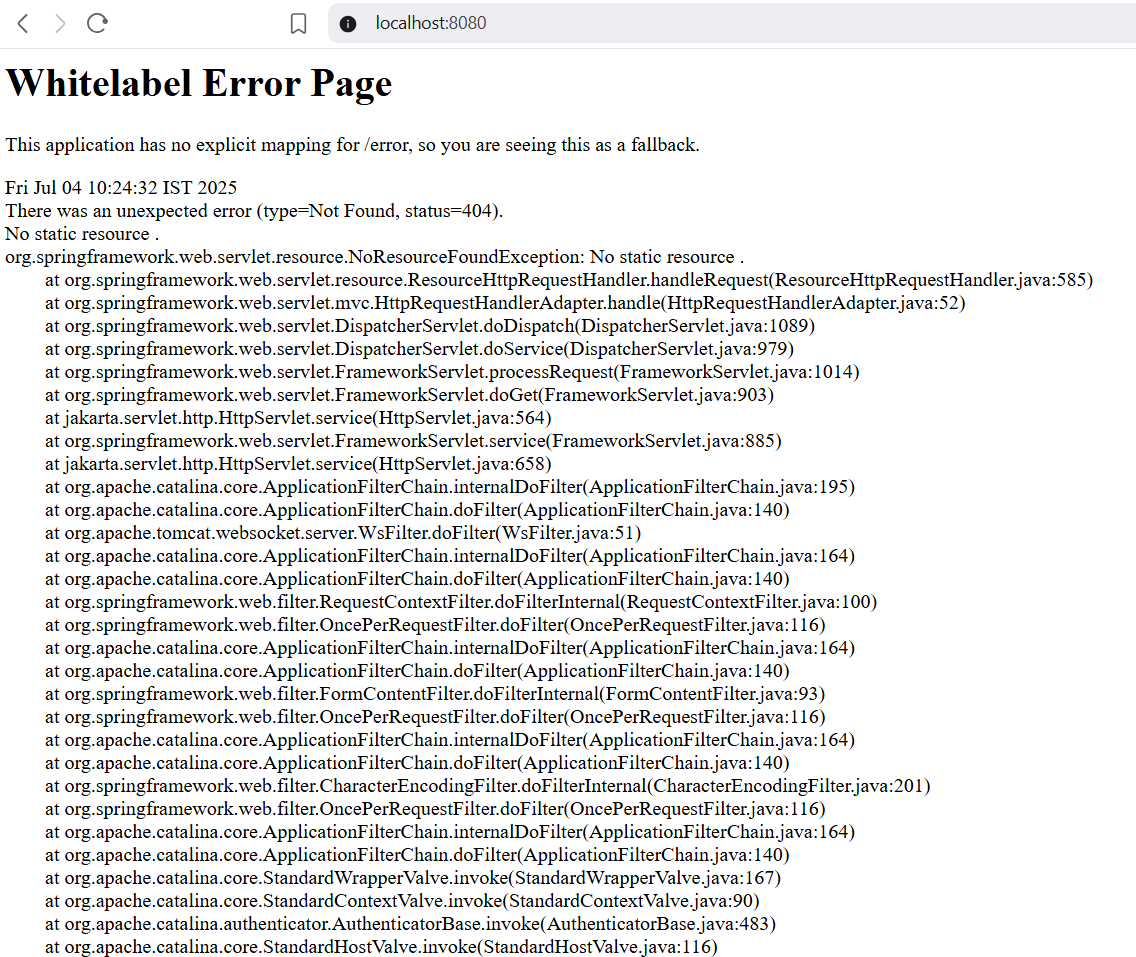 localhost:8080
Whitelabel Error Page
This application has no explicit mapping for /error, so you are seeing this as a fallback.
Fri Jul 04 10:24:32 IST 2025
There was an unexpected error (type=Not Found, status=404).
No static resource .
org.springframework.web.servlet.resource.NoResourceFoundException: No static resource .
at org.springframework.web.servlet.resource.ResourceHttpRequestHandler.handleRequest(ResourceHttpRequestHandler.java:585)
at org.springframework.web.servlet.mvc.HttpRequestHandlerAdapter.handle(HttpRequestHandlerAdapter.java:52)
at org.springframework.web.servlet.DispatcherServlet.doDispatch(DispatcherServlet.java:1089)
at org.springframework.web.servlet.DispatcherServlet.doService(DispatcherServlet.java:979)
at org.springframework.web.servlet.FrameworkServlet.processRequest(FrameworkServlet.java:1014)
at org.springframework.web.servlet.FrameworkServlet.doGet(FrameworkServlet.java:903)
at jakarta.servlet.http.HttpServlet.service(HttpServlet.java:564)
at org.springframework.web.servlet.FrameworkServlet.service(FrameworkServlet.java:885)
at jakarta.servlet.http.HttpServlet.service(HttpServlet.java:658)
at org.apache.catalina.core.ApplicationFilterChain.internalDoFilter(ApplicationFilterChain.java:195)
at org.apache.catalina.core.ApplicationFilterChain.doFilter(ApplicationFilterChain.java:140)
at org.apache.tomcat.websocket.server.WsFilter.doFilter(WsFilter.java:51)
at org.apache.catalina.core.ApplicationFilterChain.internalDoFilter(ApplicationFilterChain.java:164)
at org.apache.catalina.core.ApplicationFilterChain.doFilter(ApplicationFilterChain.java:140)
at org.springframework.web.filter.RequestContextFilter.doFilterInternal(RequestContextFilter.java:100)
at org.springframework.web.filter.OncePerRequestFilter.doFilter(OncePerRequestFilter.java:116)
at org.apache.catalina.core.ApplicationFilterChain.internalDoFilter(ApplicationFilterChain.java:164)
at org.apache.catalina.core.ApplicationFilterChain.doFilter(ApplicationFilterChain.java:140)
at org.springframework.web.filter.FormContentFilter.doFilterInternal(FormContentFilter.java:93)
at org.springframework.web.filter.OncePerRequestFilter.doFilter(OncePerRequestFilter.java:116)
at org.apache.catalina.core.ApplicationFilterChain.internalDoFilter(ApplicationFilterChain.java:164)
at org.apache.catalina.core.ApplicationFilterChain.doFilter(ApplicationFilterChain.java:140)
at org.springframework.web.filter.CharacterEncodingFilter.doFilterInternal(CharacterEncodingFilter.java:201)
at org.springframework.web.filter.OncePerRequestFilter.doFilter(OncePerRequestFilter.java:116)
at org.apache.catalina.core.ApplicationFilterChain.internalDoFilter(ApplicationFilterChain.java:164)
at org.apache.catalina.core.ApplicationFilterChain.doFilter(ApplicationFilterChain.java:140)
at org.apache.catalina.core.StandardWrapperValve.invoke(StandardWrapperValve.java:167)
at org.apache.catalina.core.StandardContextValve.invoke(StandardContextValve.java:90)
at org.apache.catalina.authenticator.AuthenticatorBase.invoke(AuthenticatorBase.java:483)
at org.apache.catalina.core.StandardHostValve.invoke(StandardHostValve.java:116)